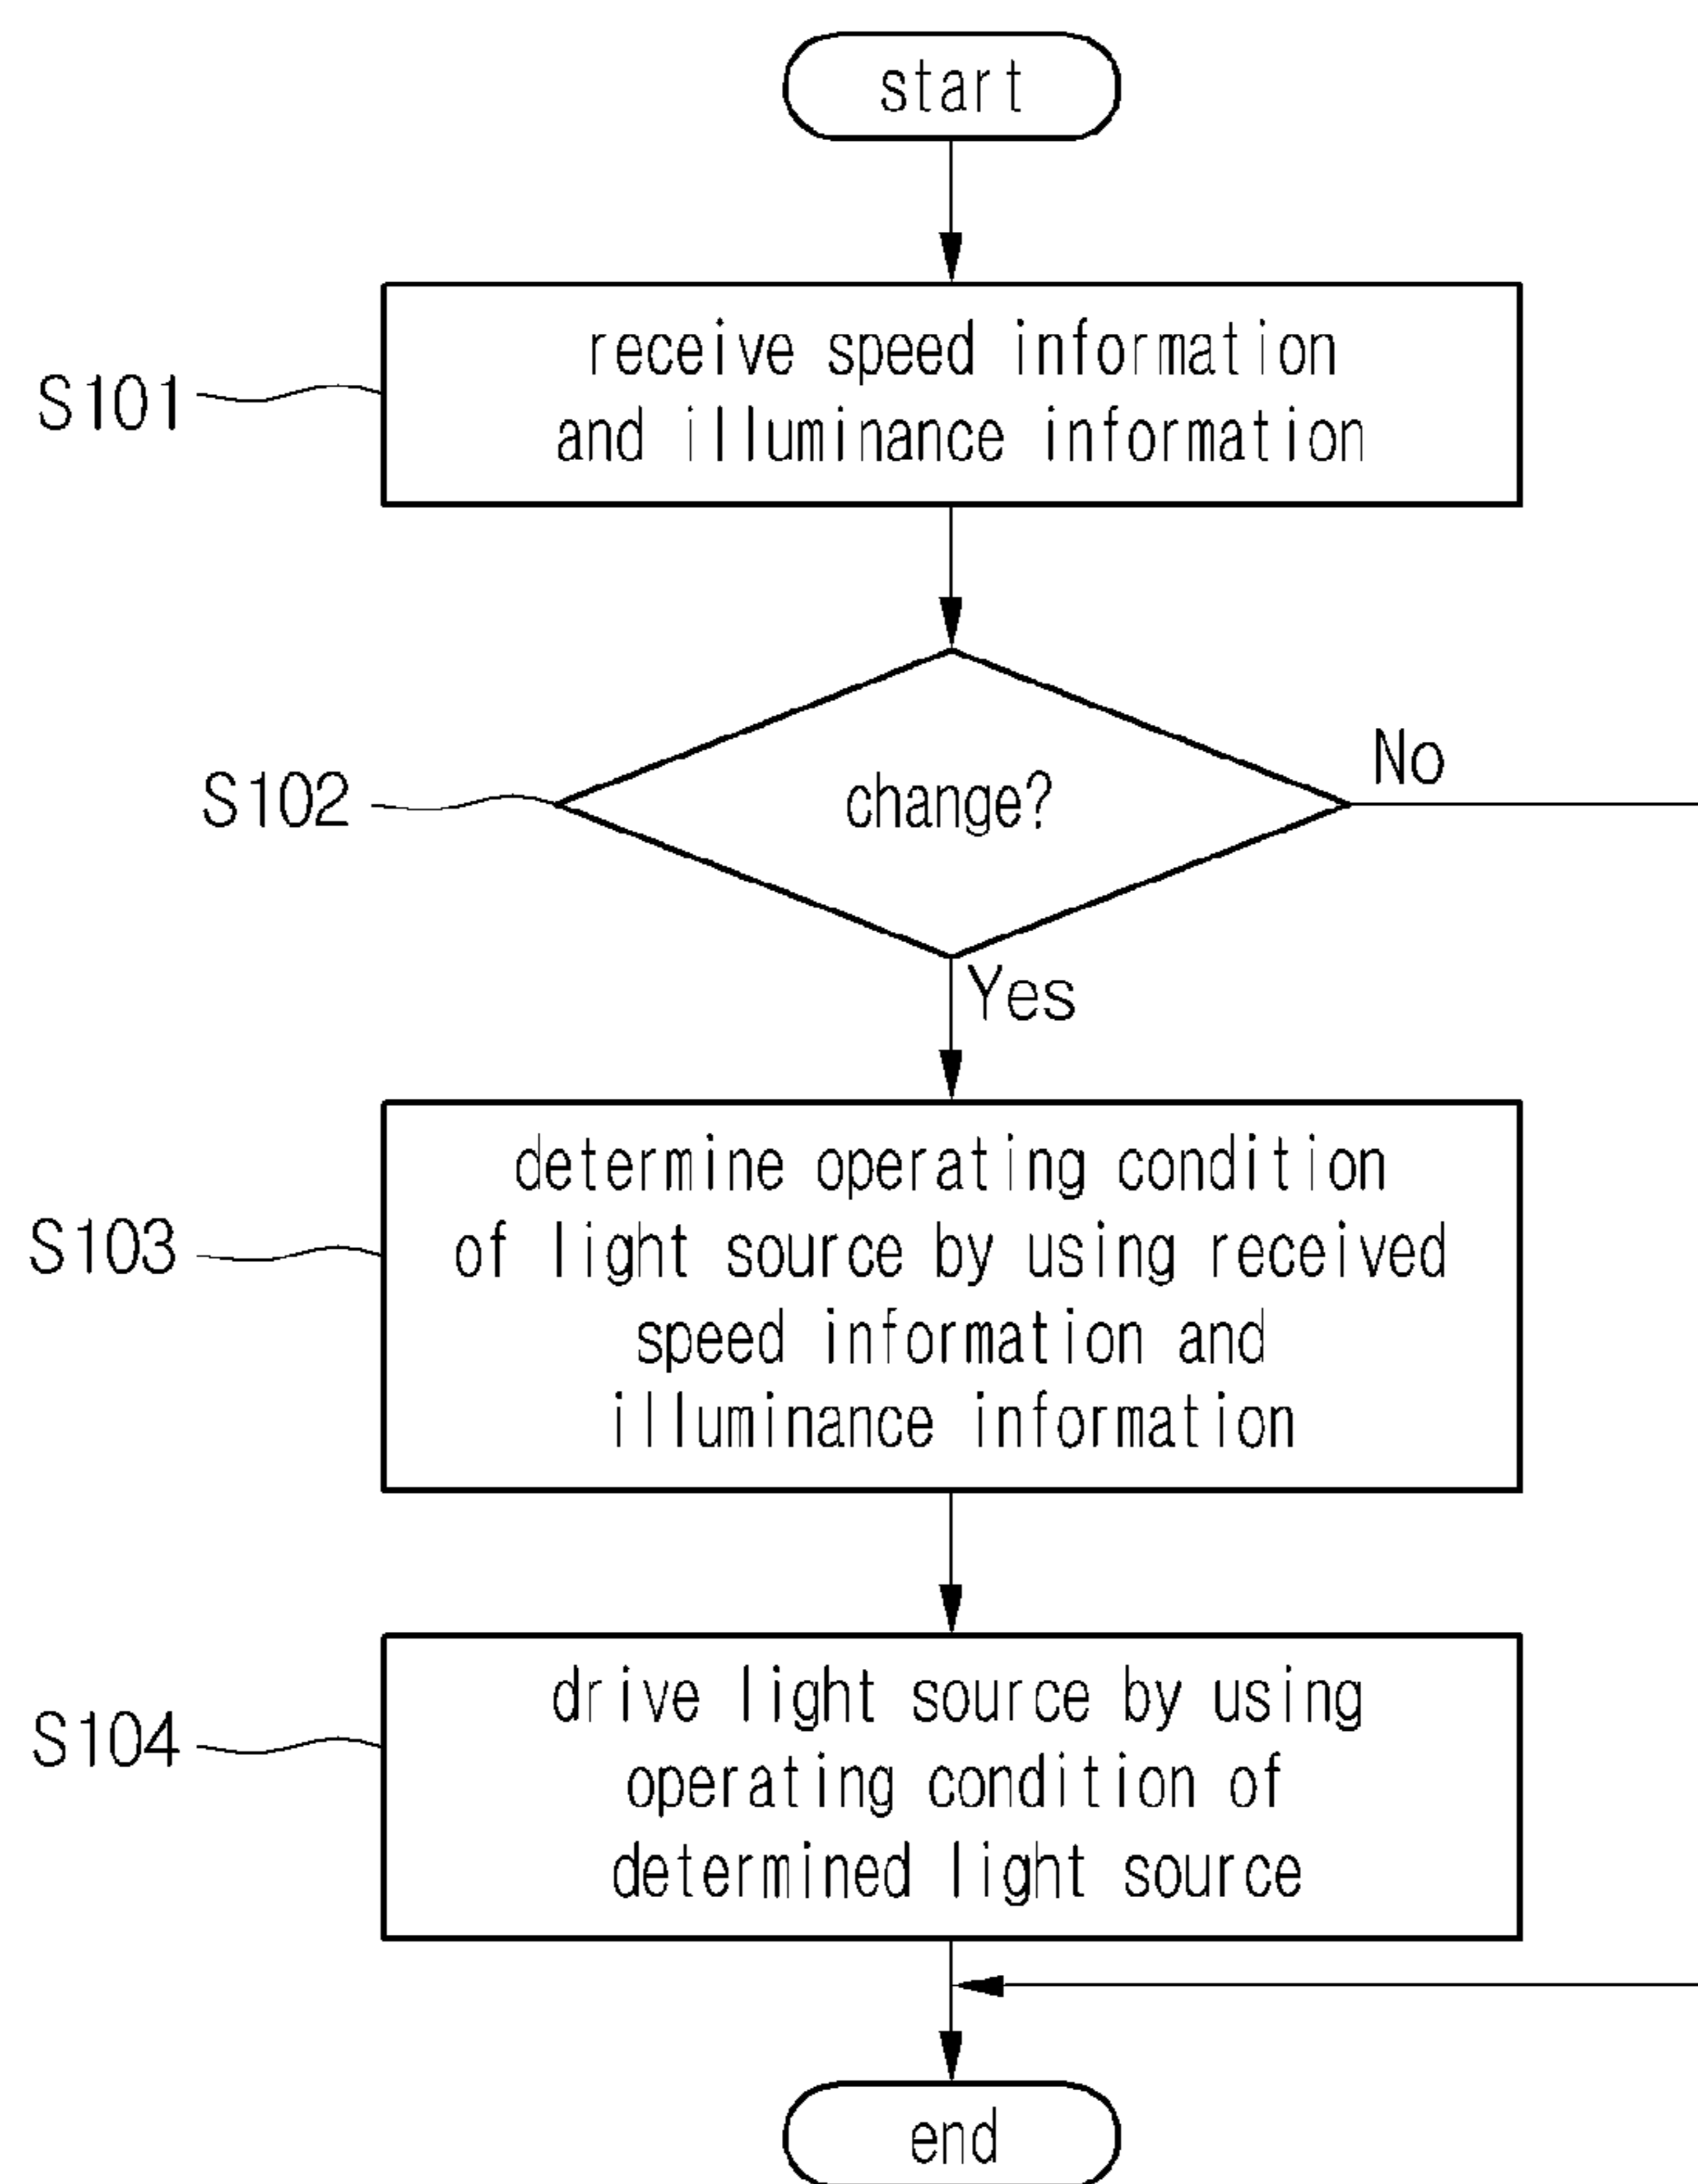 start
receive speed information
and illuminance information
S101
change?
No
S102
Yes
determine operating condition
of light source by using received
speed information and
illuminance information
S103
drive light source by using
operating condition of
determined light source
S104
end